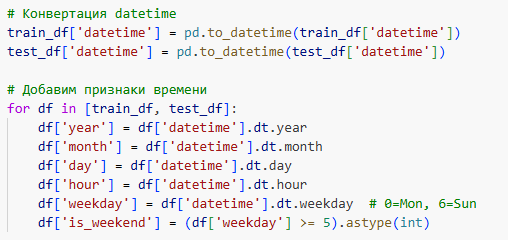 # Конвертация datetime
train_df['datetime'] = pd.to_datetime(train_df['datetime'])
test_df['datetime'] = pd.to_datetime(test_df['datetime'])

# Добавим признаки времени
for df in [train_df, test_df]:
    df['year'] = df['datetime'].dt.year
    df['month'] = df['datetime'].dt.month
    df['day'] = df['datetime'].dt.day
    df['hour'] = df['datetime'].dt.hour
    df['weekday'] = df['datetime'].dt.weekday  # 0=Mon, 6=Sun
    df['is_weekend'] = (df['weekday'] >= 5).astype(int)